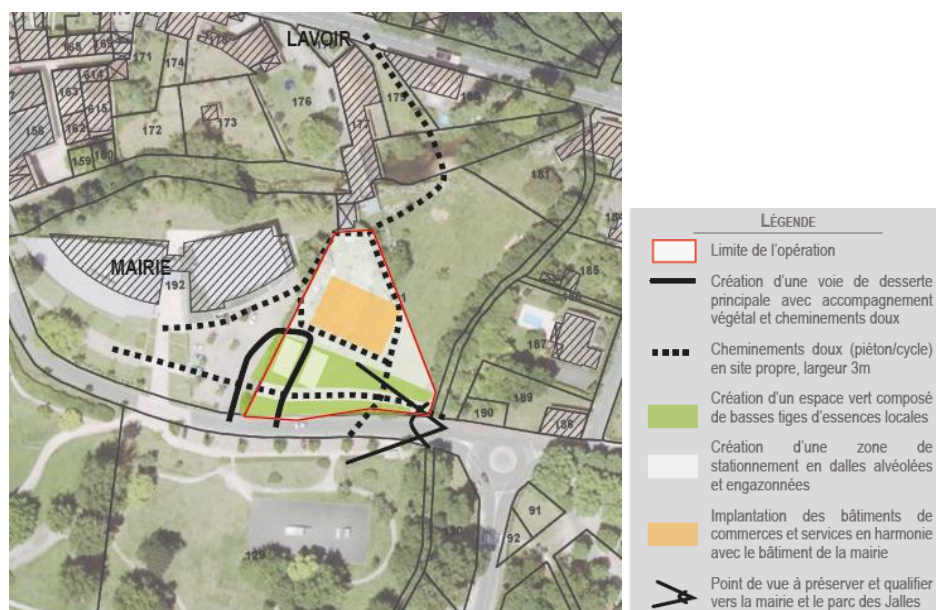 LAVOIR
168
171
174
176
175
180
614
163
615
162
158
172
173
177
159
160
181
MAIRIE
192
185
187
189
190
186
91
92
129
130
LÉGENDE
Limite de l'opération
Création d'une voie de desserte
principale avec accompagnement
végétal et cheminements doux
Cheminements doux (piéton/cycle)
en site propre, largeur 3m
Création d'un espace vert composé
de basses tiges d'essences locales
Création d'une zone de
stationnement en dalles alvéolées
et engazonnées
Implantation des bâtiments de
commerces et services en harmonie
avec le bâtiment de la mairie
Point de vue à préserver et qualifier
vers la mairie et le parc des Jalles